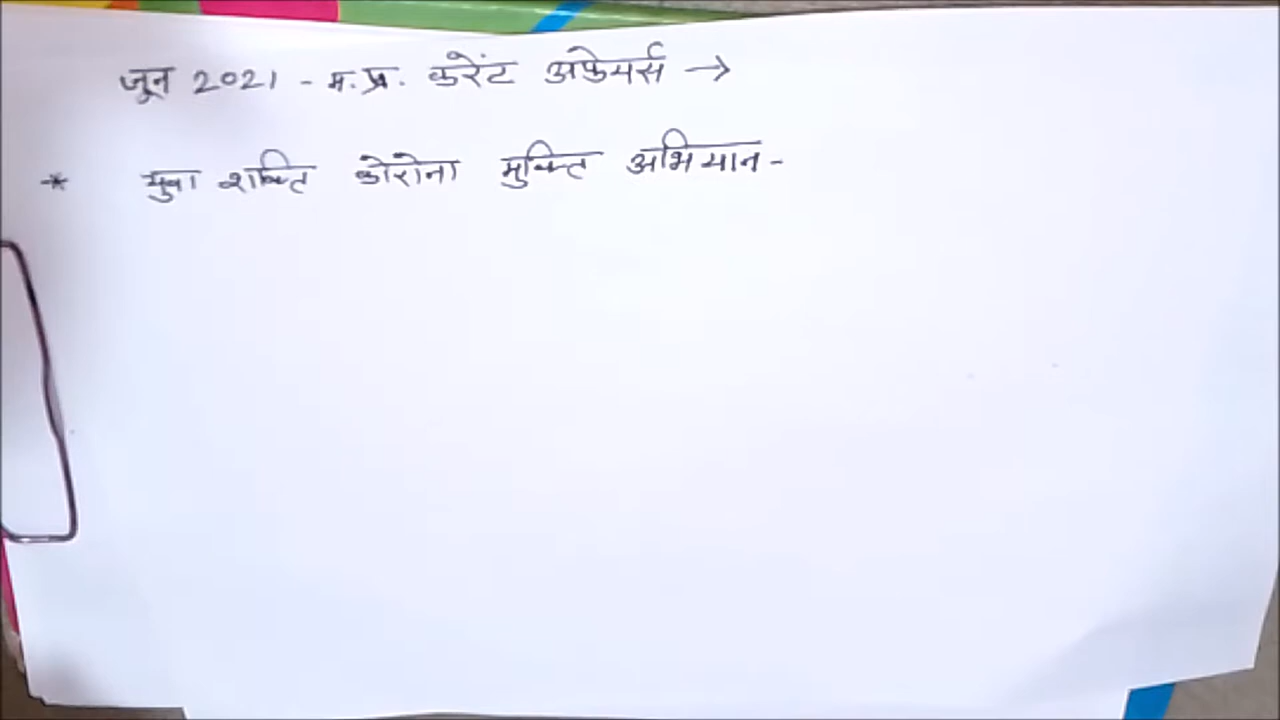 जून 2021 - म.प्र. करेंट अफेयर्स →
* युवा शक्ति कोरोना मुक्ति अभियान -